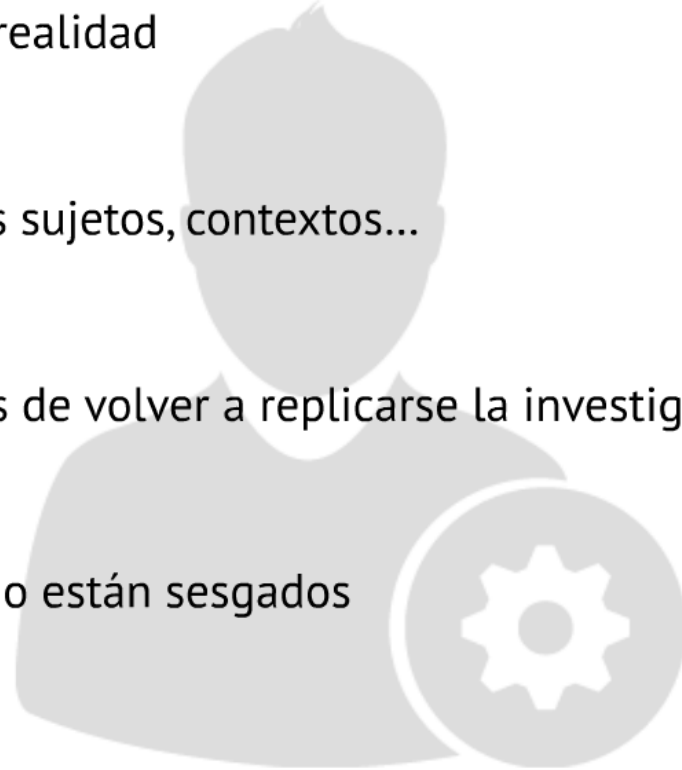 realidad
s sujetos, contextos...
s de volver a replicarse la investig
o están sesgados